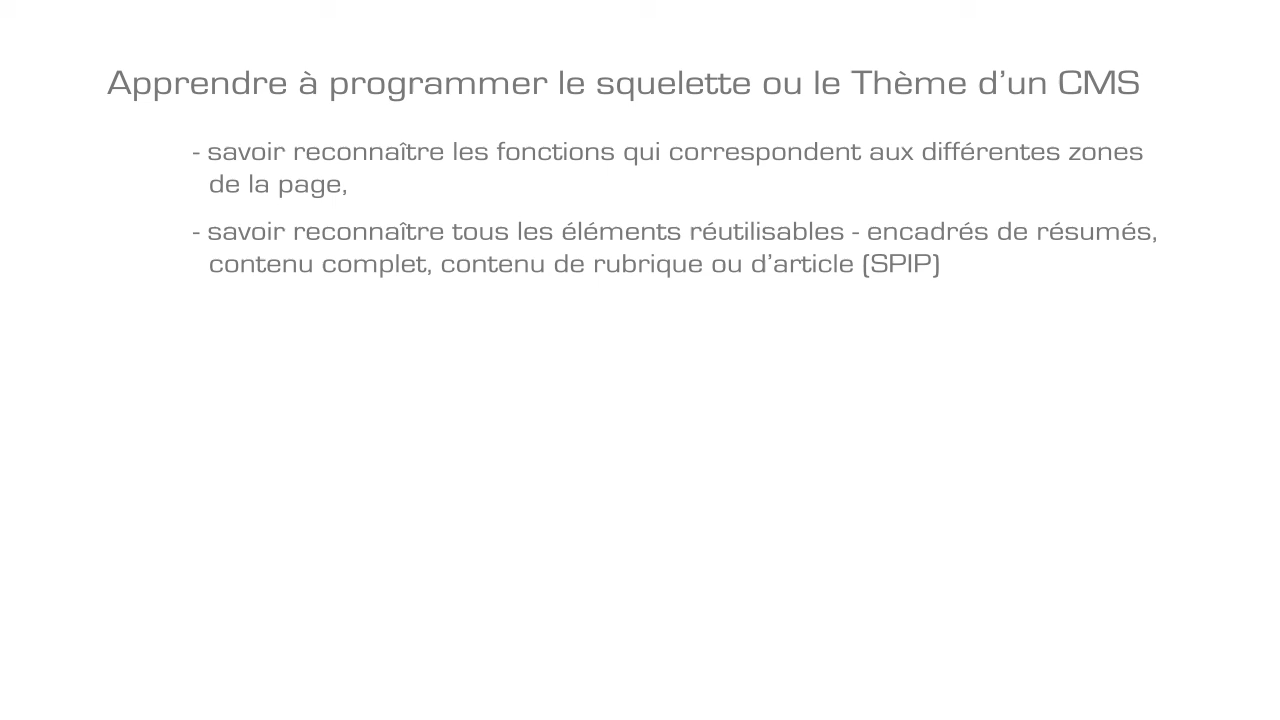 Apprendre à programmer le squelette ou le Thème d’un CMS
- savoir reconnaître les fonctions qui correspondent aux différentes zones
de la page,
- savoir reconnaître tous les éléments réutilisables - encadrés de résumés,
contenu complet, contenu de rubrique ou d’article (SPIP)